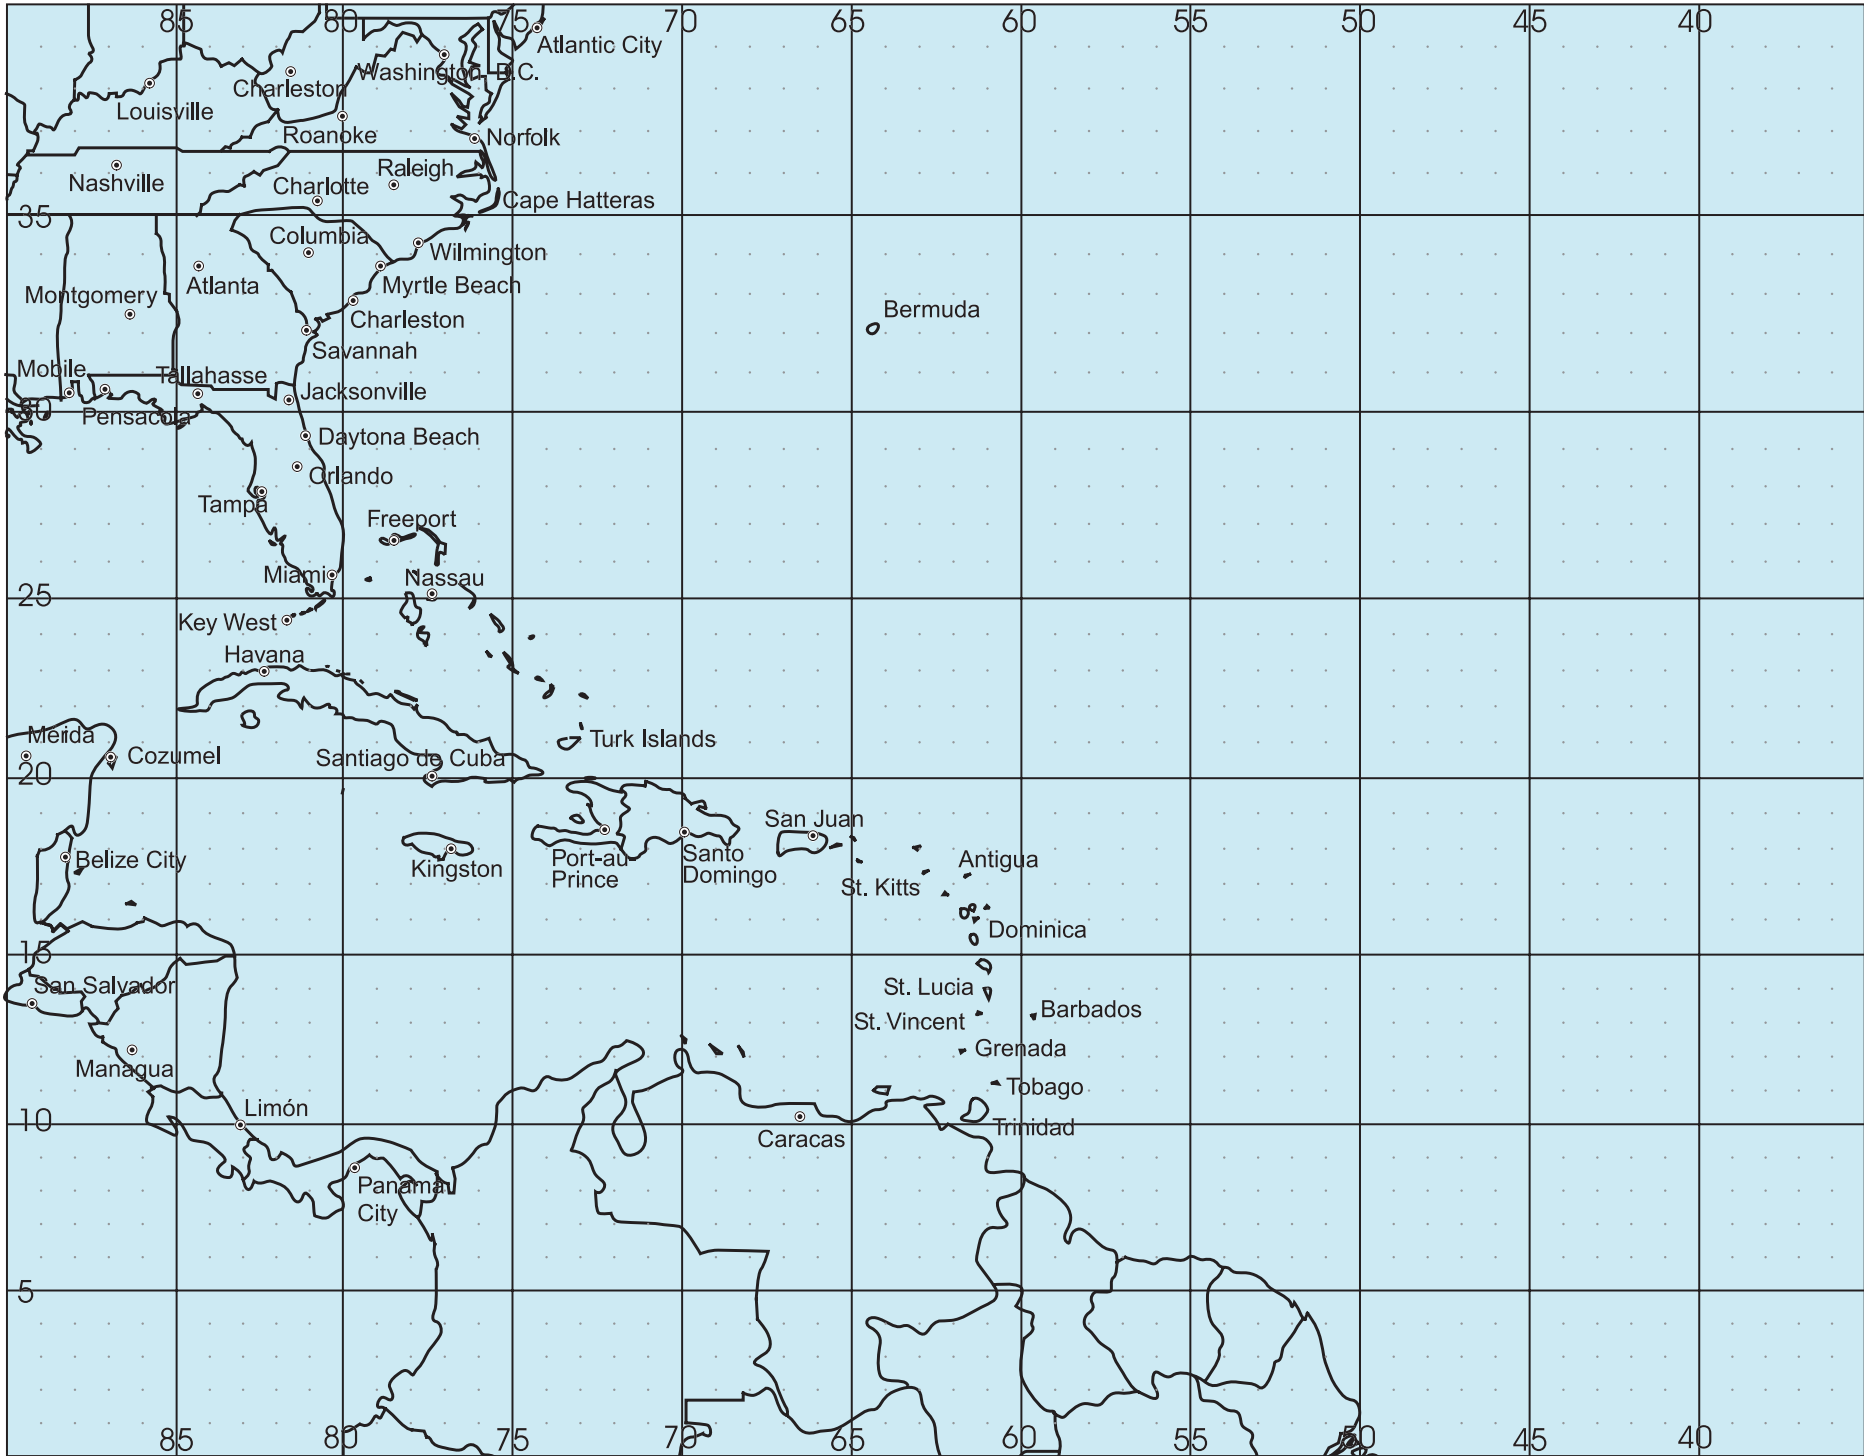 85 80 75 70 65 60 55 50 45 40
Atlantic City
Washington, D.C.
Charleston
Louisville
Roanoke
Norfolk
Raleigh
Nashville
Charlotte
Cape Hatteras
35
Columbia
Wilmington
Atlanta
Myrtle Beach
Montgomery
Bermuda
Charleston
Savannah
Mobile
Tallahasse
Jacksonville
30
Pensacola
Daytona Beach
Orlando
Tampa
Freeport
Miami
Nassau
25
Key West
Havana
Merida
Turk Islands
Cozumel
Santiago de Cuba
20
San Juan
Belize City
Kingston
Port-au-
Prince
Santo
Domingo
Antigua
St. Kitts
Dominica
15
San Salvador
St. Lucia
Barbados
St. Vincent
Grenada
Managua
Tobago
Limón
10
Trinidad
Caracas
Panama
City
5
85 80 75 70 65 60 55 50 45 40